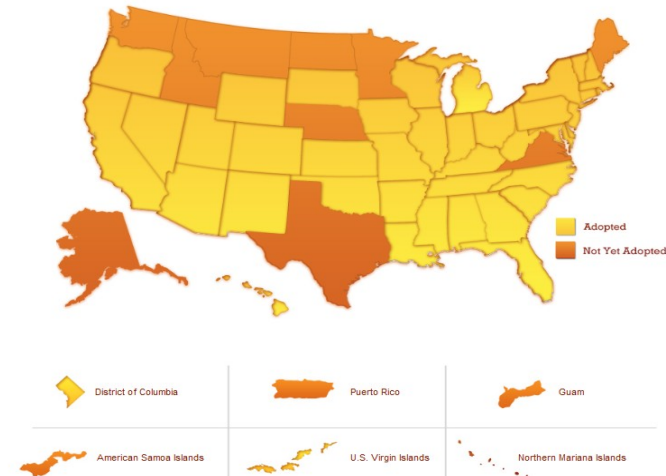 Adopted
Not Yet Adopted
District of Columbia
Puerto Rico
Guam
American Samoa Islands
U.S. Virgin Islands
Northern Mariana Islands